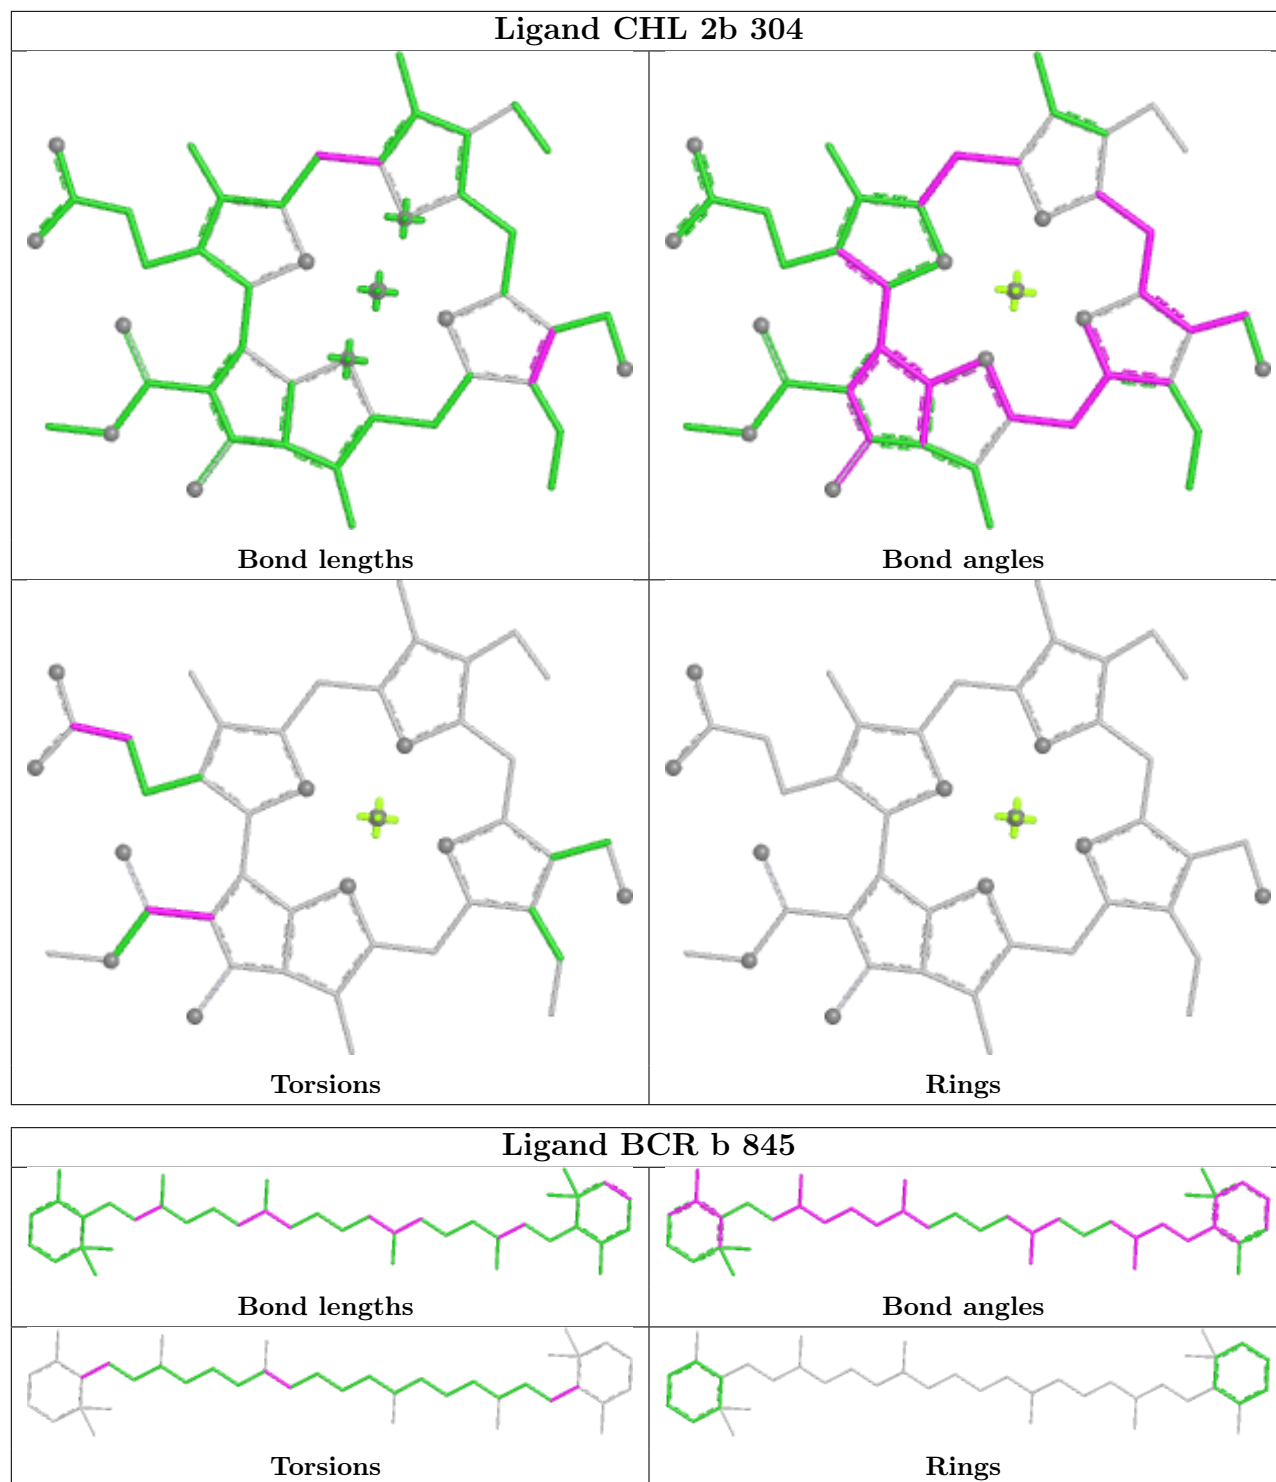 Ligand CHL 2b 304
Bond lengths
Bond angles
Torsions
Rings
Ligand BCR b 845
Bond lengths
Bond angles
Torsions
Rings